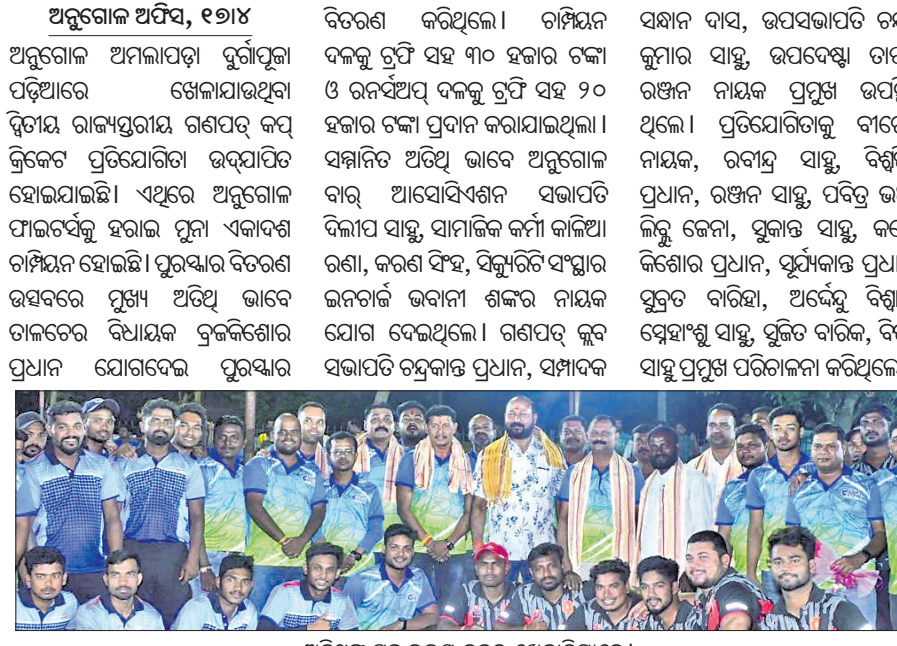 ଅନୁଗୋଳ ଅଫିସ, ୧୭।୪
ଅନୁଗୋଳ ଅମଲାପଡ଼ା ଦୁର୍ଗାପୂଜା
ପଡ଼ିଆରେ ଖେଳାଯାଉଥିବା
ଦ୍ୱିତୀୟ ରାଜ୍ୟସ୍ତରୀୟ ଗଣପତ୍ କପ୍
କ୍ରିକେଟ ପ୍ରତିଯୋଗିତା ଉଦ୍‌ଯାପିତ
ହୋଇଯାଇଛି। ଏଥିରେ ଅନୁଗୋଳ
ଫାଇଟର୍ସକୁ ହରାଇ ମୁନା ଏକାଦଶ
ଚାମ୍ପିୟନ ହୋଇଛି। ପୁରସ୍କାର ବିତରଣ
ଉତ୍ସବରେ ମୁଖ୍ୟ ଅତିଥି ଭାବେ
ତାଳଚେର ବିଧାୟକ ବ୍ରଜକିଶୋର
ପ୍ରଧାନ ଯୋଗଦେଇ ପୁରସ୍କାର
ବିତରଣ କରିଥିଲେ। ଚାମ୍ପିୟନ
ଦଳକୁ ଟ୍ରଫି ସହ ୩୦ ହଜାର ଟଙ୍କା
ଓ ରନର୍ସଅପ୍ ଦଳକୁ ଟ୍ରଫି ସହ ୨୦
ହଜାର ଟଙ୍କା ପ୍ରଦାନ କରାଯାଇଥିଲା।
ସମ୍ମାନିତ ଅତିଥି ଭାବେ ଅନୁଗୋଳ
ବାର୍ ଆସୋସିଏଶନ ସଭାପତି
ଦିଲୀପ ସାହୁ, ସାମାଜିକ କର୍ମୀ କାଳିଆ
ରଣା, କରଣ ସିଂହ, ସିକ୍ୟୁରିଟି ସଂସ୍ଥାର
ଇନଚାର୍ଜ ଭବାନୀ ଶଙ୍କର ନାୟକ
ଯୋଗ ଦେଇଥିଲେ। ଗଣପତ୍ କ୍ଲବ
ସଭାପତି ଚନ୍ଦ୍ରକାନ୍ତ ପ୍ରଧାନ, ସମ୍ପାଦକ
ସନ୍ଧାନ ଦାସ, ଉପସଭାପତି
କୁମାର ସାହୁ, ଉପଦେଷ୍ଟା
ରଞ୍ଜନ ନାୟକ ପ୍ରମୁଖ
ଥିଲେ। ପ୍ରତିଯୋଗିତାକୁ
ନାୟକ, ରବୀନ୍ଦ୍ର ସାହୁ,
ପ୍ରଧାନ, ରଞ୍ଜନ ସାହୁ, ପବିତ୍ର
ଲିବୁ ଜେନା, ସୁକାନ୍ତ ସାହୁ,
କିଶୋର ପ୍ରଧାନ, ସୂର୍ଯ୍ୟକାନ୍ତ
ସୁବ୍ରତ ବାରିହା, ଅର୍ଦ୍ଧେନ୍ଦୁ
ସ୍ନେହାଂଶୁ ସାହୁ, ସୁଜିତ ବାରିକ,
ସାହୁ ପ୍ରମୁଖ ପରିଚାଳନା କରିଥିଲେ